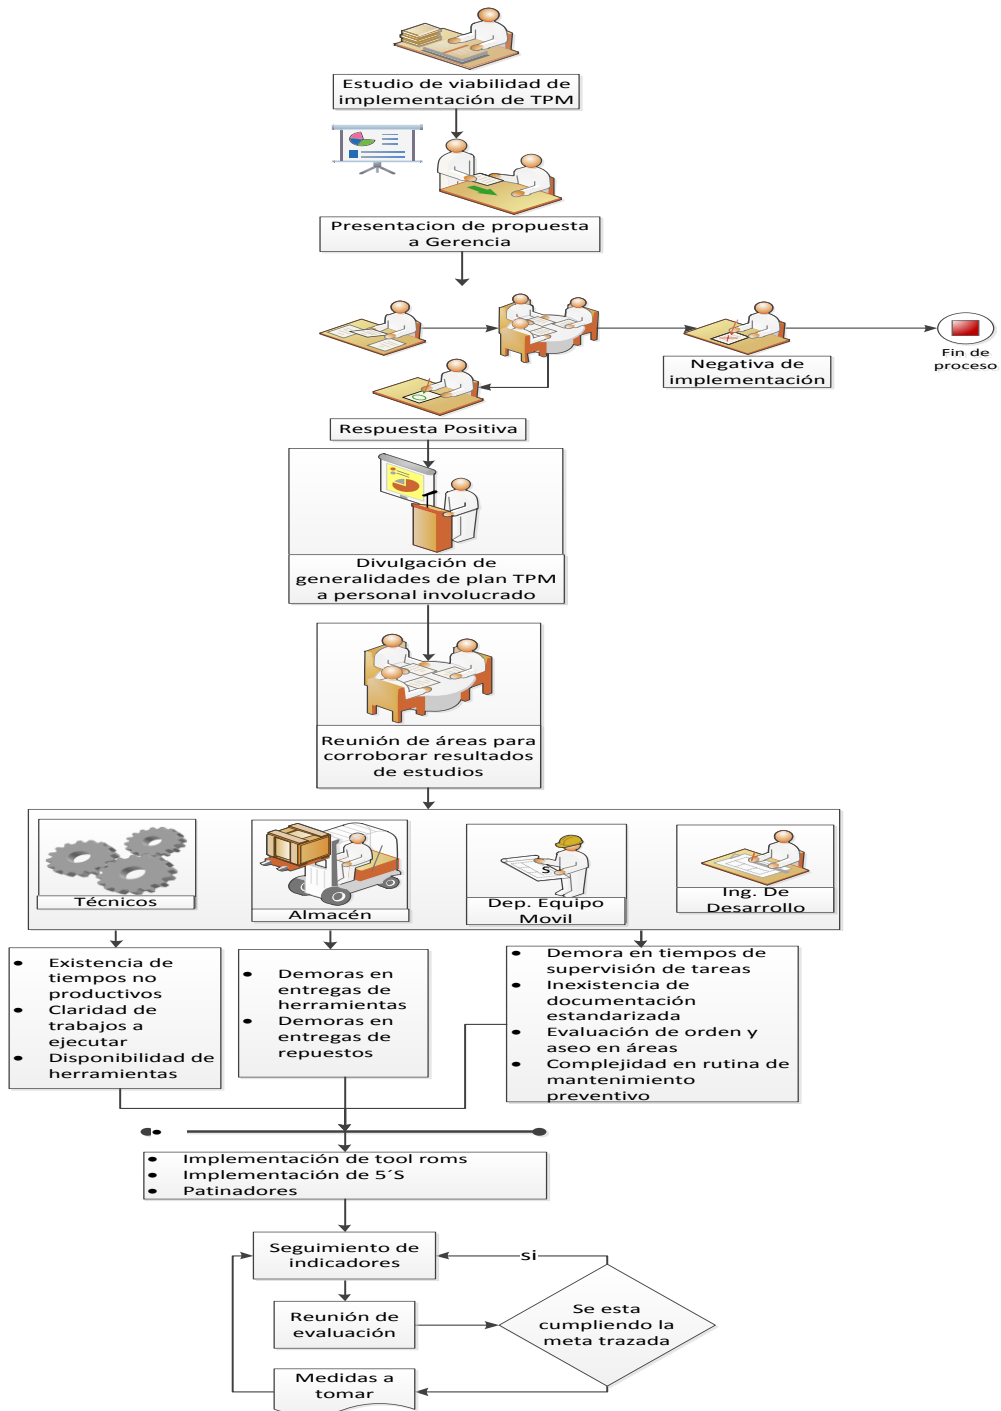 Estudio de viabilidad de
implementación de TPM
Presentacion de propuesta
a Gerencia
Negativa de
implementación
Fin de
proceso
Respuesta Positiva
Divulgación de
generalidades de plan TPM
a personal involucrado
Reunión de áreas para
corroborar resultados
de estudios
Técnicos
Almacén
S
Dep. Equipo
Movil
Ing. De
Desarrollo
• Existencia de
tiempos no
productivos
• Claridad de
trabajos a
ejecutar
• Disponibilidad de
herramientas
• Demoras en
entregas de
herramientas
• Demoras en
entregas de
repuestos
• Demora en tiempos de
supervisión de tareas
• Inexistencia de
documentación
estandarizada
• Evaluación de orden y
aseo en áreas
• Complejidad en rutina de
mantenimiento
preventivo
• Implementación de tool roms
• Implementación de 5´S
• Patinadores
Seguimiento de
indicadores
si
Reunión de
evaluación
Se esta
cumpliendo la
meta trazada
Medidas a
tomar